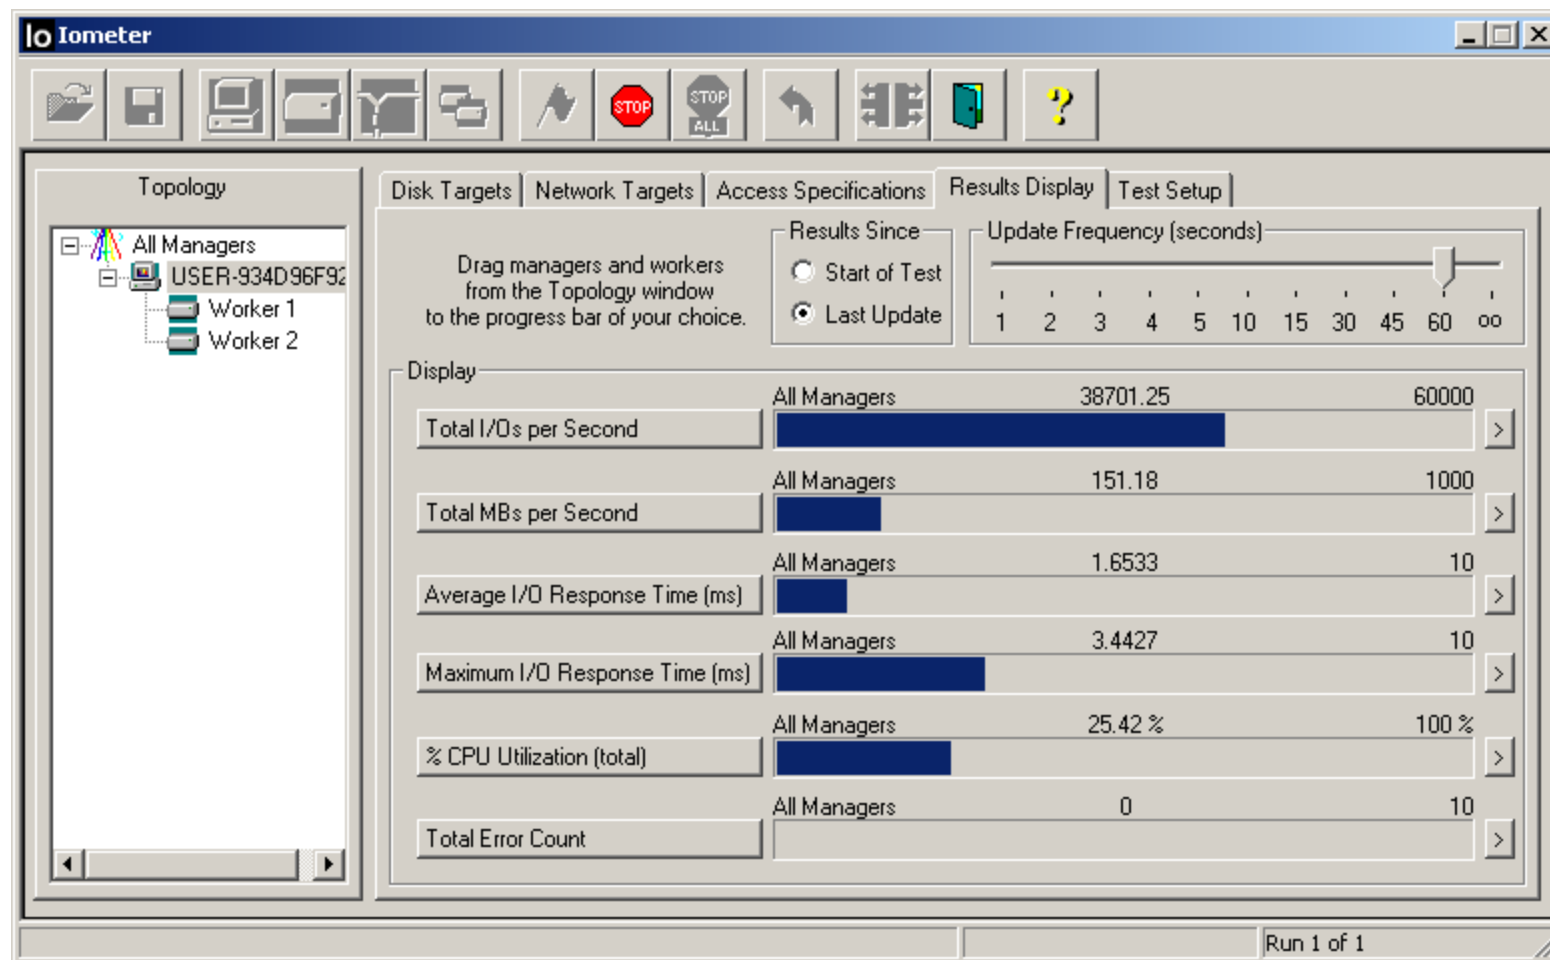 Io Iometer
STOP
STOP
ALL
?
Topology
All Managers
USER-934D96F92
Worker 1
Worker 2
Disk Targets
Network Targets
Access Specifications
Results Display
Test Setup
Drag managers and workers
from the Topology window
to the progress bar of your choice.
Results Since
Start of Test
Last Update
Update Frequency (seconds)
1 2 3 4 5 10 15 30 45 60 oo
Display
All Managers 38701.25 60000
Total I/Os per Second >
All Managers 151.18 1000
Total MBs per Second >
All Managers 1.6533 10
Average I/O Response Time (ms) >
All Managers 3.4427 10
Maximum I/O Response Time (ms) >
All Managers 25.42 % 100 %
% CPU Utilization (total) >
All Managers 0 10
Total Error Count >
Run 1 of 1